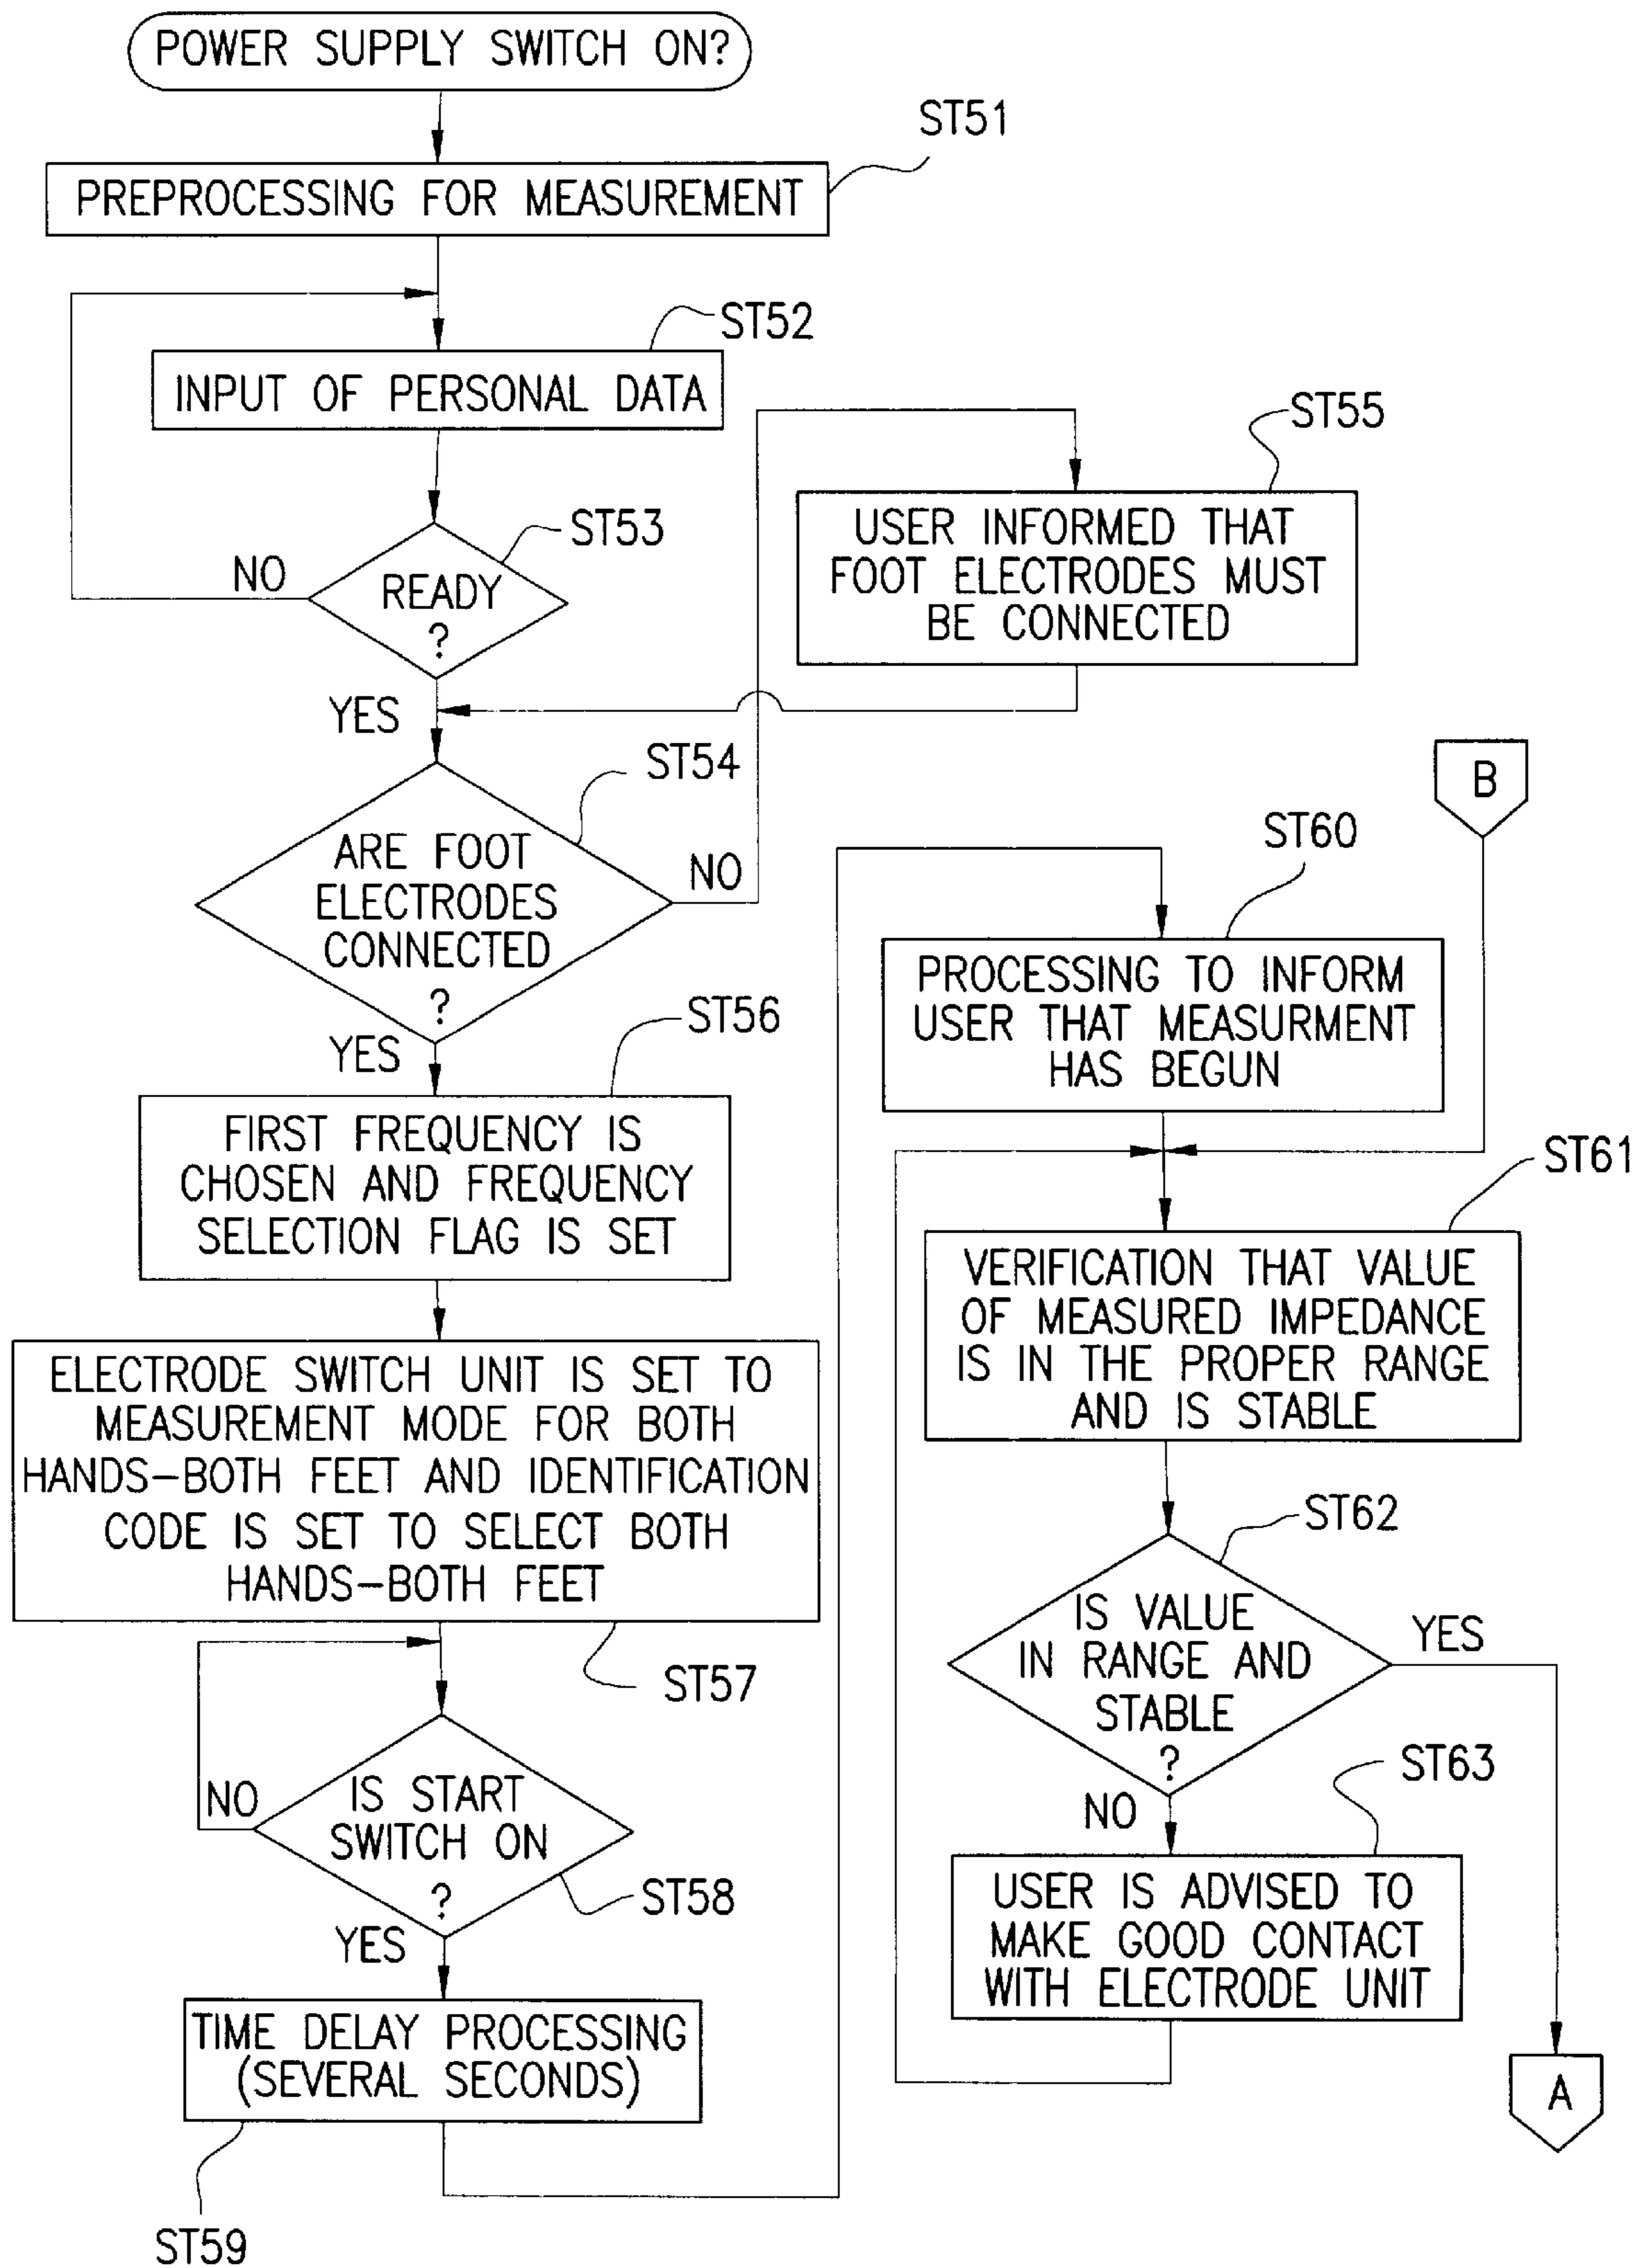 POWER SUPPLY SWITCH ON?
ST51
PREPROCESSING FOR MEASUREMENT
ST52
INPUT OF PERSONAL DATA
ST53
NO
READY
?
YES
ST55
USER INFORMED THAT
FOOT ELECTRODES MUST
BE CONNECTED
ST54
ARE FOOT
ELECTRODES
CONNECTED
?
NO
YES
ST56
FIRST FREQUENCY IS
CHOSEN AND FREQUENCY
SELECTION FLAG IS SET
ELECTRODE SWITCH UNIT IS SET TO
MEASUREMENT MODE FOR BOTH
HANDS-BOTH FEET AND IDENTIFICATION
CODE IS SET TO SELECT BOTH
HANDS-BOTH FEET
ST57
NO
IS START
SWITCH ON
?
ST58
YES
TIME DELAY PROCESSING
(SEVERAL SECONDS)
ST59
B
ST60
PROCESSING TO INFORM
USER THAT MEASURMENT
HAS BEGUN
ST61
VERIFICATION THAT VALUE
OF MEASURED IMPEDANCE
IS IN THE PROPER RANGE
AND IS STABLE
ST62
IS VALUE
IN RANGE AND
STABLE
?
YES
NO
ST63
USER IS ADVISED TO
MAKE GOOD CONTACT
WITH ELECTRODE UNIT
A